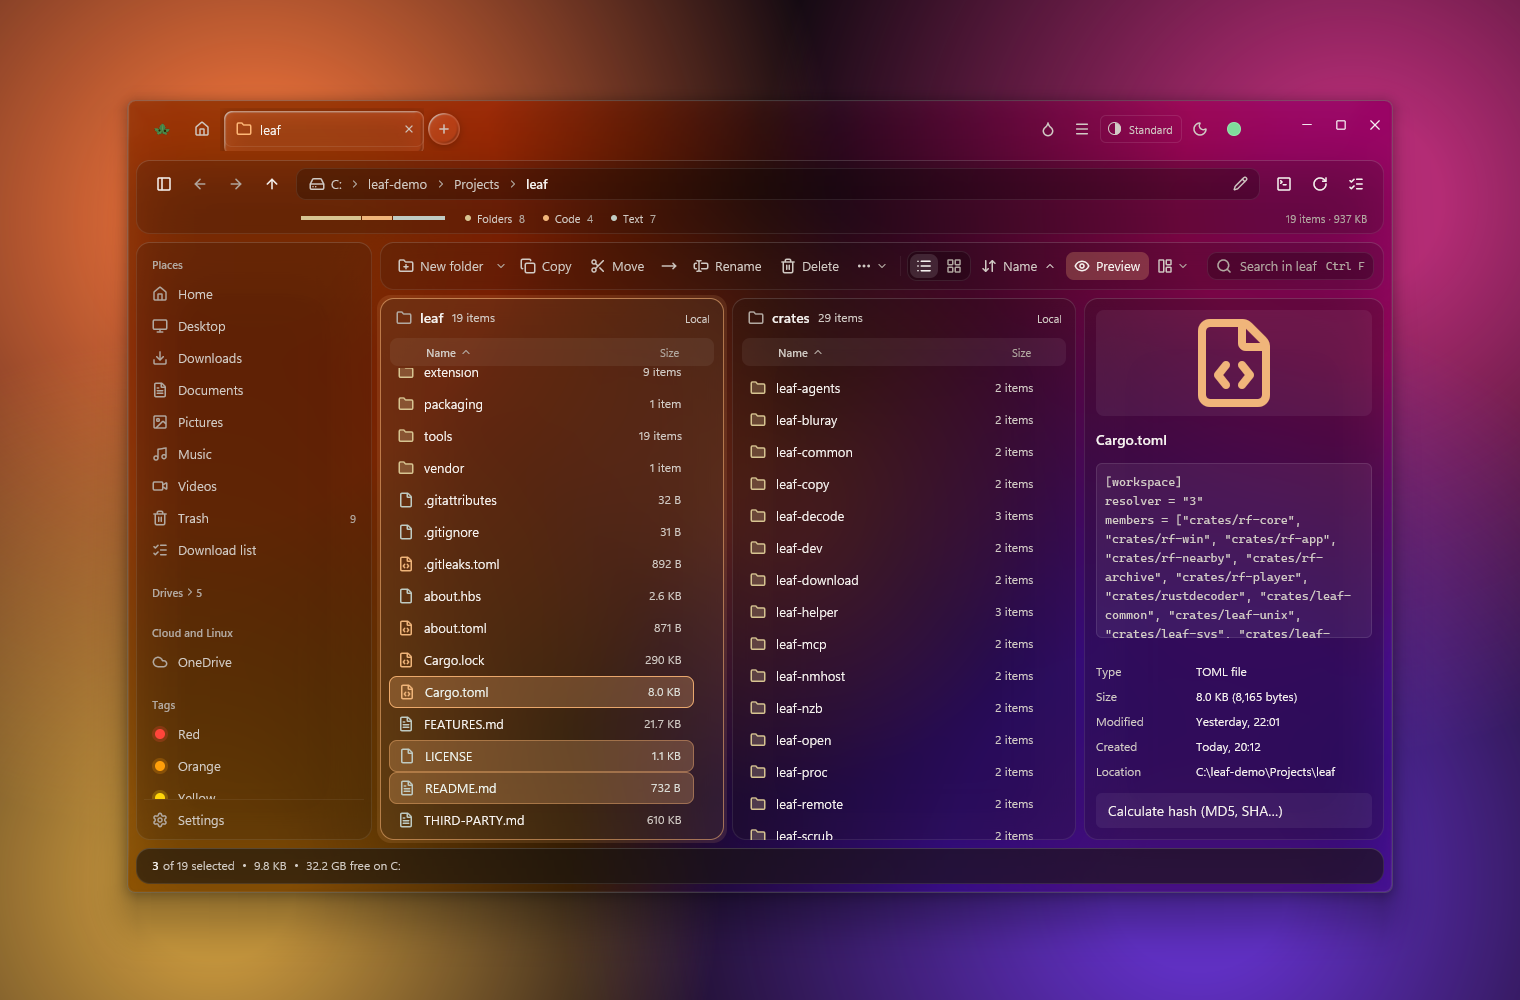 leaf
Standard
C: leaf-demo Projects leaf
Folders 8 Code 4 Text 7
19 items · 937 KB
Places
Home
Desktop
Downloads
Documents
Pictures
Music
Videos
Trash 9
Download list
Drives 5
Cloud and Linux
OneDrive
Tags
Red
Orange
Yellow
Settings
New folder Copy Move Rename Delete Name Preview Search in leaf Ctrl F
leaf 19 items Local
Name Size
extension 9 items
packaging 1 item
tools 19 items
vendor 1 item
.gitattributes 32 B
.gitignore 31 B
.gitleaks.toml 892 B
about.hbs 2.6 KB
about.toml 871 B
Cargo.lock 290 KB
Cargo.toml 8.0 KB
FEATURES.md 21.7 KB
LICENSE 1.1 KB
README.md 732 B
THIRD-PARTY.md 610 KB
crates 29 items Local
Name Size
leaf-agents 2 items
leaf-bluray 2 items
leaf-common 2 items
leaf-copy 2 items
leaf-decode 3 items
leaf-dev 2 items
leaf-download 2 items
leaf-helper 3 items
leaf-mcp 2 items
leaf-nmhost 2 items
leaf-nzb 2 items
leaf-open 2 items
leaf-proc 2 items
leaf-remote 2 items
leaf-scrub 2 items
Cargo.toml
[workspace]
resolver = "3"
members = ["crates/rf-core",
"crates/rf-win", "crates/rf-app",
"crates/rf-nearby", "crates/rf-
archive", "crates/rf-player",
"crates/rustdecoder", "crates/leaf-
common", "crates/leaf-unix",
"crates/leaf-sys", "crates/leaf-
Type TOML file
Size 8.0 KB (8,165 bytes)
Modified Yesterday, 22:01
Created Today, 20:12
Location C:\leaf-demo\Projects\leaf
Calculate hash (MD5, SHA...)
3 of 19 selected • 9.8 KB • 32.2 GB free on C: